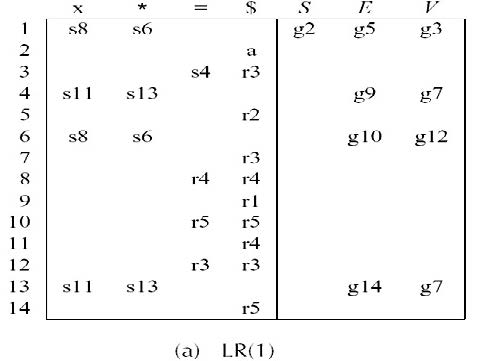 x * = $ S E V
1 s8 s6 g2 g5 g3
2 a
3 s4 r3
4 s11 s13 g9 g7
5 r2
6 s8 s6 g10 g12
7 r3
8 r4 r4
9 r1
10 r5 r5
11 r4
12 r3 r3
13 s11 s13 g14 g7
14 r5
(a) LR(1)